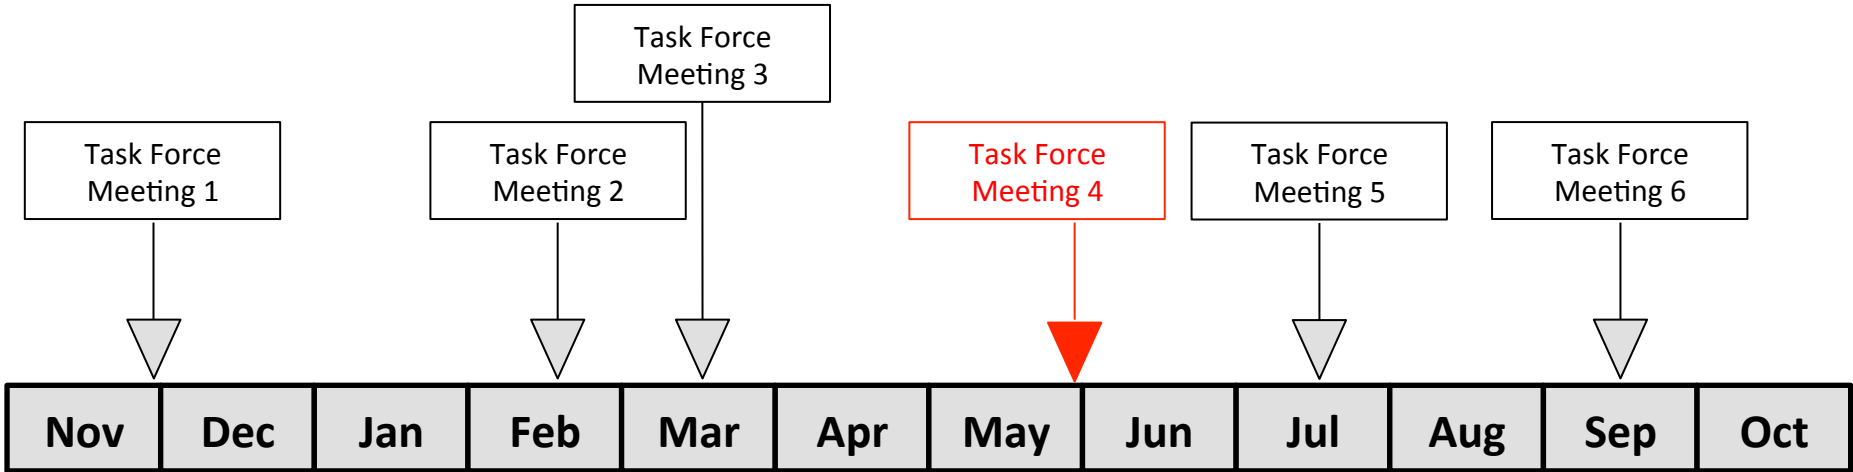 Task Force
Meeting 3
Task Force
Meeting 1
Task Force
Meeting 2
Task Force
Meeting 4
Task Force
Meeting 5
Task Force
Meeting 6
Nov Dec Jan Feb Mar Apr May Jun Jul Aug Sep Oct